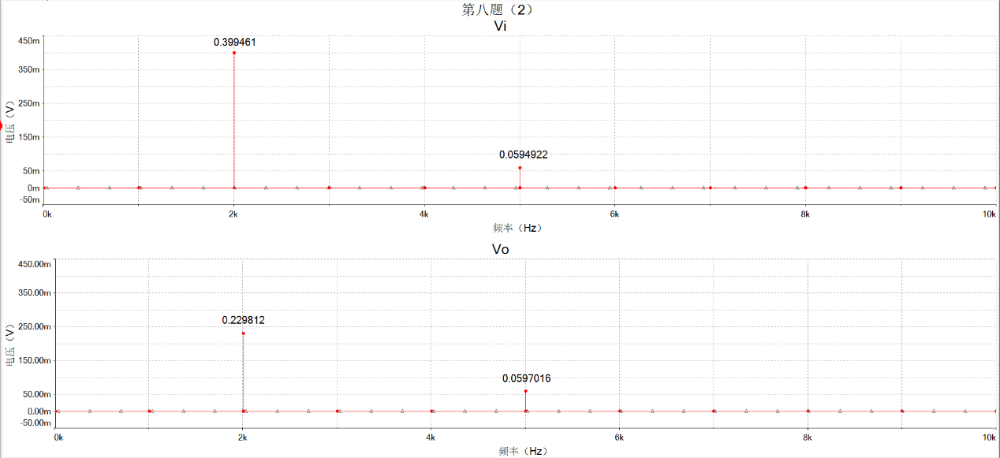 第八题（2）
Vi
0.399461
0.0594922
450m
350m
250m
150m
50m
0m
-50m
电压（V）
0k 2k 4k 6k 8k 10k
频率（Hz）
Vo
0.229812
0.0597016
450.00m
350.00m
250.00m
150.00m
50.00m
0.00m
-50.00m
电压（V）
0k 2k 4k 6k 8k 10k
频率（Hz）